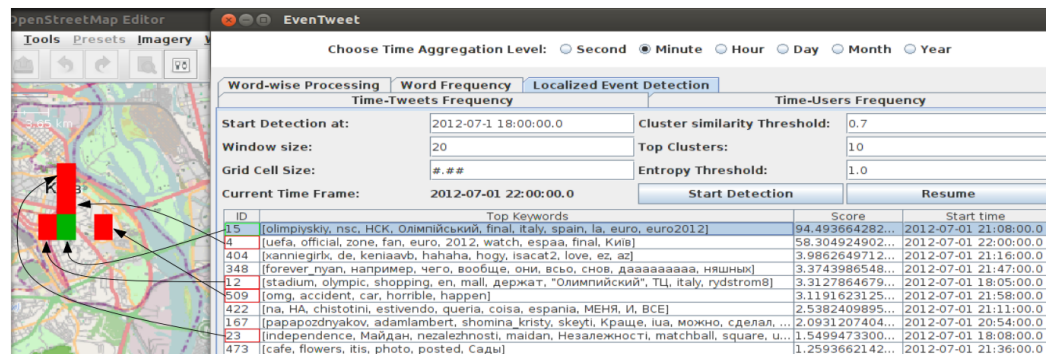 OpenStreetMap Editor
EvenTweet
Tools Presets Imagery
Choose Time Aggregation Level: Second Minute Hour Day Month Year
Word-wise Processing Word Frequency Localized Event Detection
Time-Tweets Frequency Time-Users Frequency
3.95 km
Start Detection at: 2012-07-1 18:00:00.0 Cluster similarity Threshold: 0.7
Window size: 20 Top Clusters: 10
Grid Cell Size: #.## Entropy Threshold: 1.0
Current Time Frame: 2012-07-01 22:00:00.0 Start Detection Resume
ID Top Keywords Score Start time
15 [olimpiyskiy, nsc, НСК, Олімпійський, final, italy, spain, la, euro, euro2012] 94.493664282... 2012-07-01 21:08:00.0
4 [uefa, official, zone, fan, euro, 2012, watch, espaa, final, Київ] 58.304924902... 2012-07-01 22:00:00.0
404 [xanniegirlx, de, keniaavb, hahaha, hogy, isacat2, love, ez, az] 3.9862649712... 2012-07-01 21:16:00.0
348 [forever_nyan, например, чего, вообще, они, всьо, снов, дааааааааа, няшных] 3.3743986548... 2012-07-01 21:47:00.0
12 [stadium, olympic, shopping, en, mall, держат, "Олимпийский", ТЦ, italy, rydstrom8] 3.3127864679... 2012-07-01 18:05:00.0
509 [omg, accident, car, horrible, happen] 3.1191623125... 2012-07-01 21:58:00.0
422 [na, HA, chistotini, estivendo, queria, coisa, espania, МЕНЯ, И, ВСЕ] 2.5382409895... 2012-07-01 21:11:00.0
167 [papapozdnyakov, adamlambert, shomina_kristy, skeyti, Краще, iua, можно, сделал, ... 2.0931207404... 2012-07-01 20:54:00.0
23 [independence, Майдан, nezalezhnosti, maidan, Незалежності, matchball, square, u... 1.5499473300... 2012-07-01 18:08:00.0
473 [cafe, flowers, itis, photo, posted, Сады] 1.2593662142... 2012-07-01 21:36:00.0